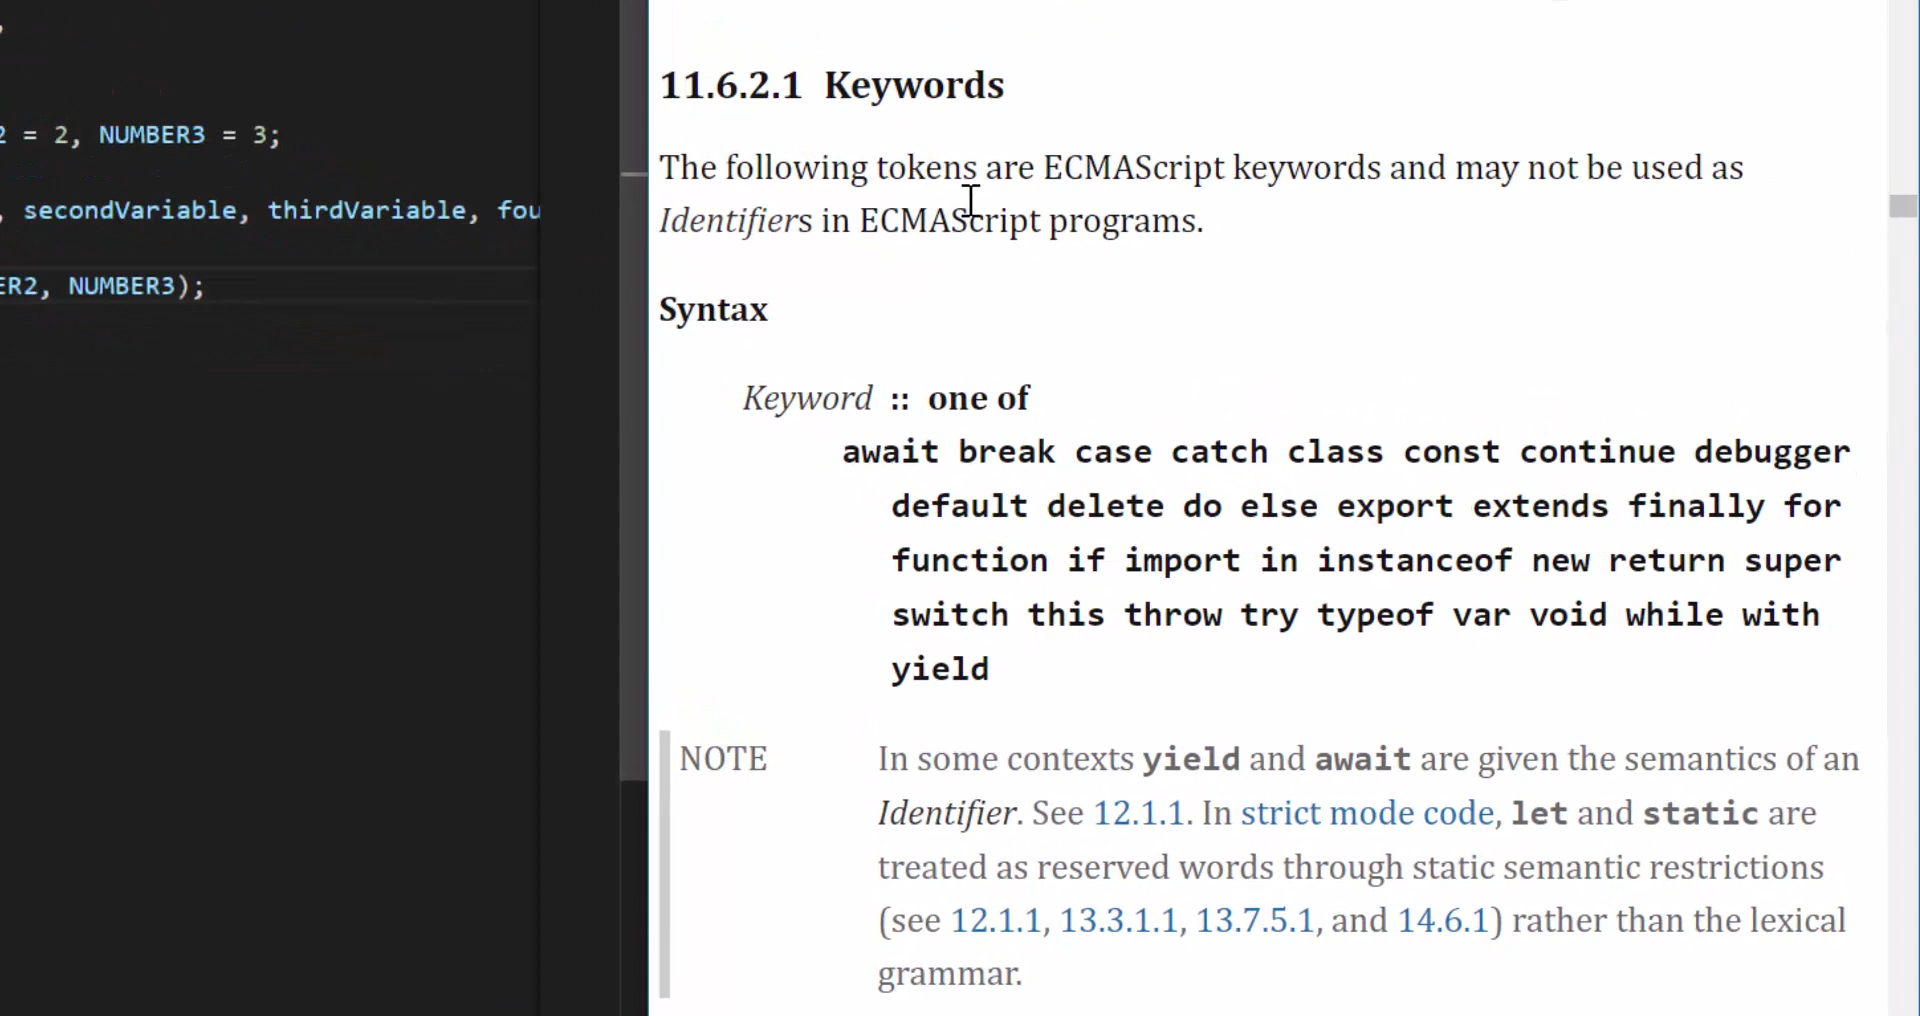 ,
2 = 2, NUMBER3 = 3;
, secondVariable, thirdVariable, fou
ER2, NUMBER3);
11.6.2.1 Keywords
The following tokens are ECMAScript keywords and may not be used as
Identifiers in ECMAScript programs.
Syntax
Keyword :: one of
await break case catch class const continue debugger
default delete do else export extends finally for
function if import in instanceof new return super
switch this throw try typeof var void while with
yield
NOTE
In some contexts yield and await are given the semantics of an
Identifier. See 12.1.1. In strict mode code, let and static are
treated as reserved words through static semantic restrictions
(see 12.1.1, 13.3.1.1, 13.7.5.1, and 14.6.1) rather than the lexical
grammar.